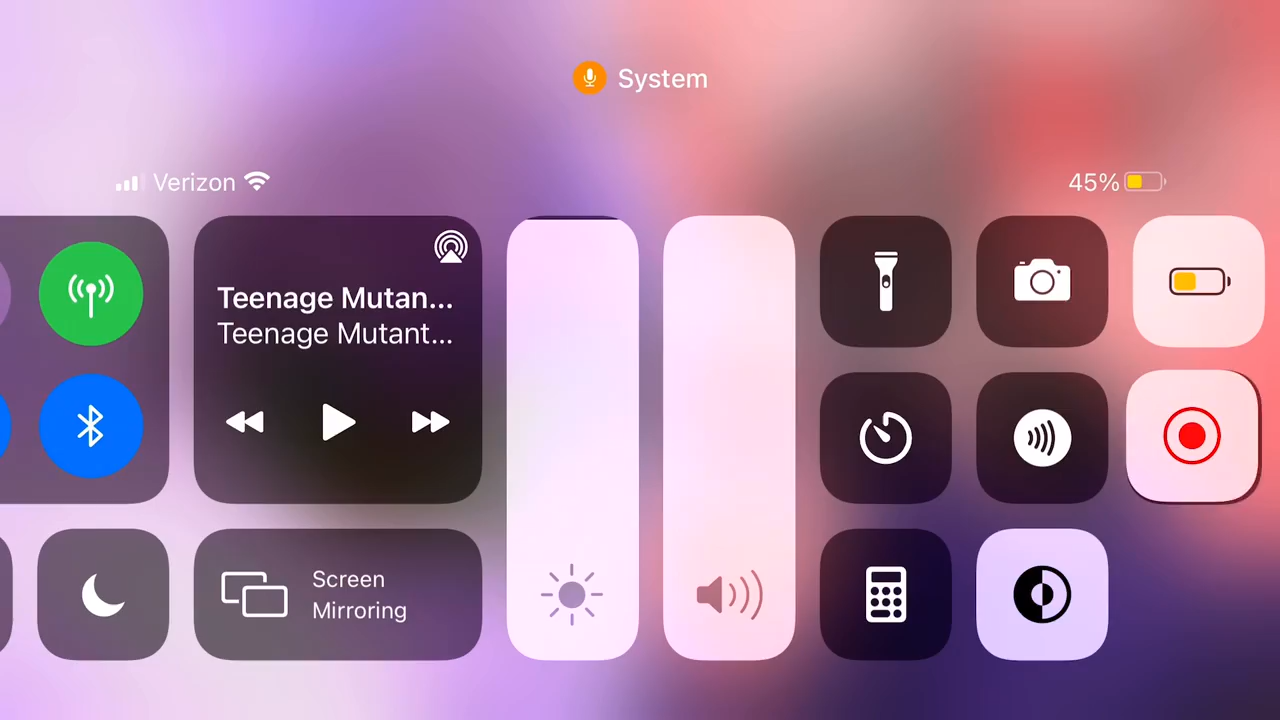 System
Verizon
45%
Teenage Mutan...
Teenage Mutant...
Screen
Mirroring